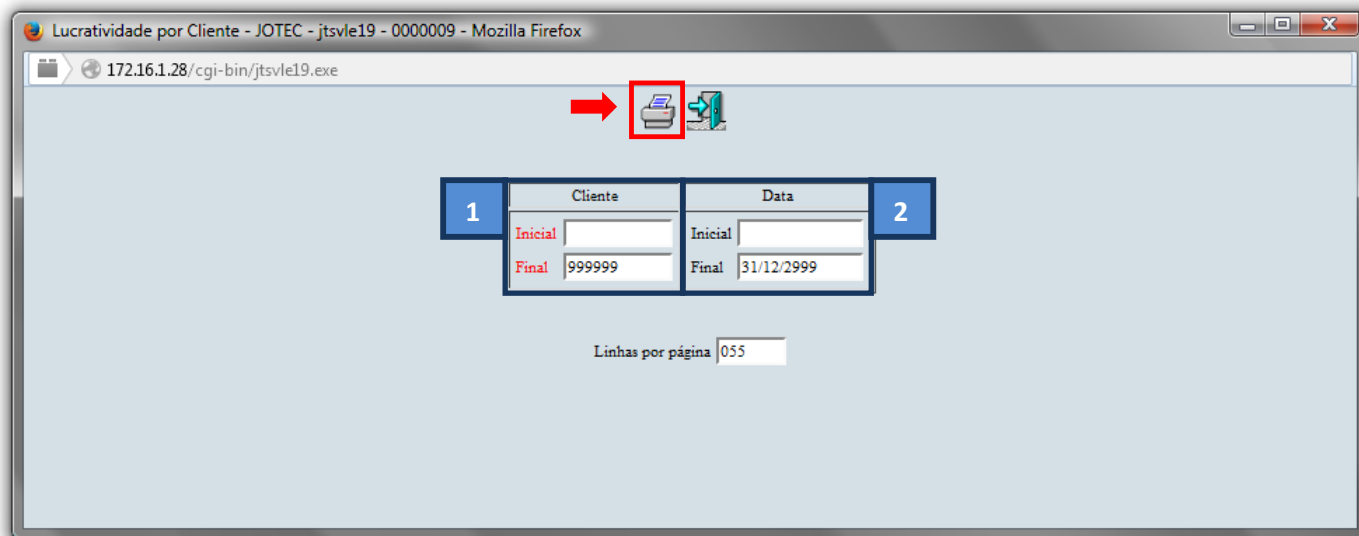 Lucratividade por Cliente - JOTEC - jtsvle19 - 0000009 - Mozilla Firefox
172.16.1.28/cgi-bin/jtsvle19.exe
1 Cliente Data 2
Inicial Inicial
Final 999999 Final 31/12/2999
Linhas por página 055